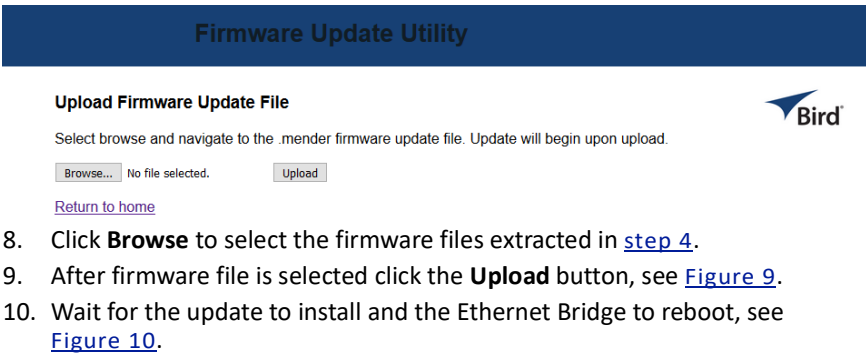 Firmware Update Utility
Upload Firmware Update File
Bird
Select browse and navigate to the .mender firmware update file. Update will begin upon upload.
Browse... No file selected. Upload
Return to home
8. Click Browse to select the firmware files extracted in step 4.
9. After firmware file is selected click the Upload button, see Figure 9.
10. Wait for the update to install and the Ethernet Bridge to reboot, see
Figure 10.